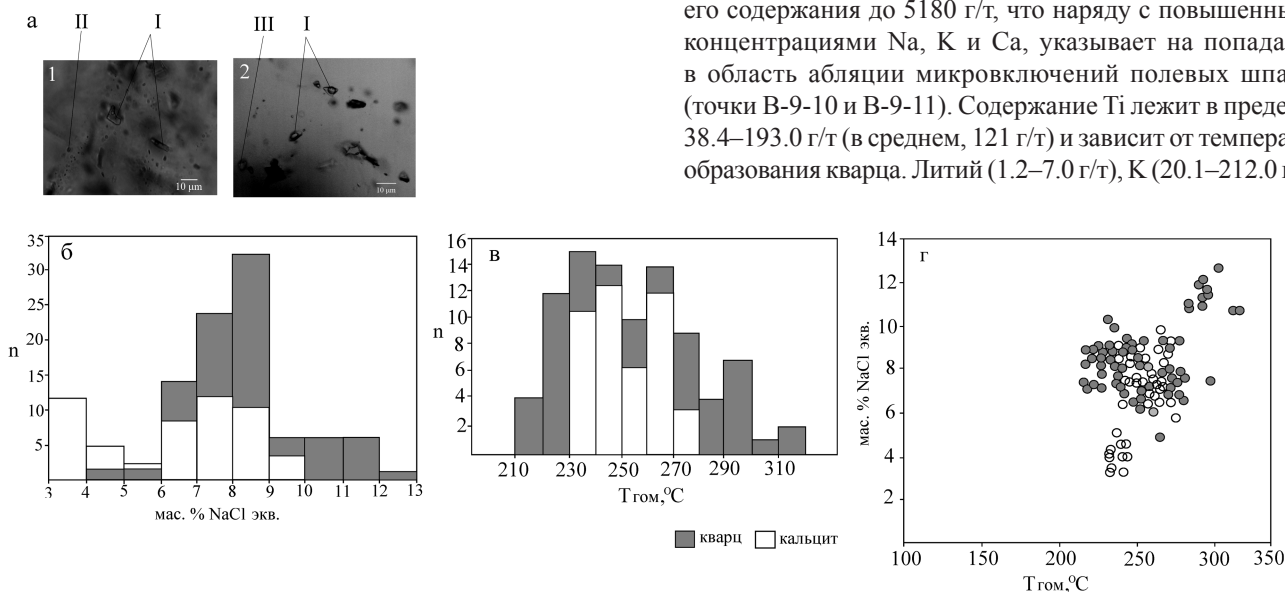 а
II I
III I
1 2
10 μm 10 μm
его содержания до 5180 г/т, что наряду с повышенны
концентрациями Na, K и Ca, указывает на попада
в область абляции микровключений полевых шпа
(точки В-9-10 и В-9-11). Содержание Ti лежит в преде
38.4–193.0 г/т (в среднем, 121 г/т) и зависит от темпера
образования кварца. Литий (1.2–7.0 г/т), K (20.1–212.0 г
б
35
30
25
20
n
15
10
5
3 4 5 6 7 8 9 10 11 12 13
мас. % NaCl экв.
в
16
14
12
10
n
8
6
4
2
210 230 250 270 290 310
Т гом,°С
кварц кальцит
г
14
12
10
8
6
4
2
мас. % NaCl экв.
100 200 250 300 350
Т гом,°С